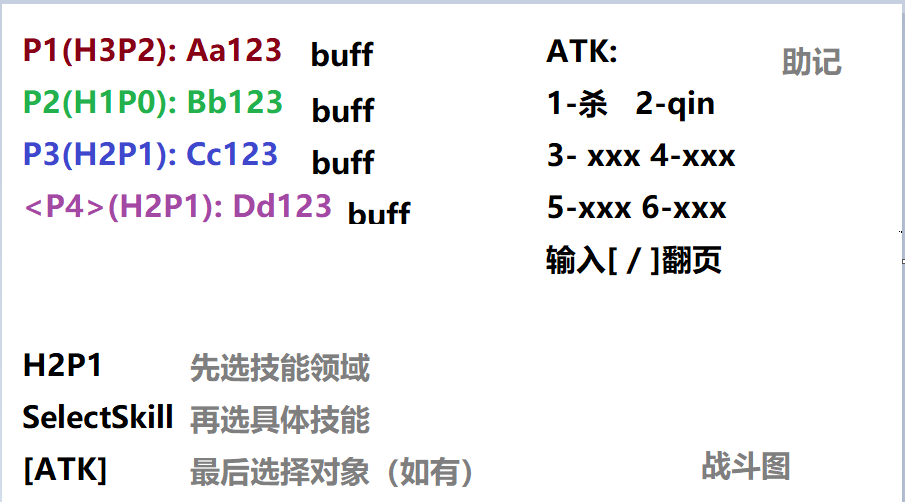 P1(H3P2): Aa123 buff
P2(H1P0): Bb123 buff
P3(H2P1): Cc123 buff
<P4>(H2P1): Dd123 buff
ATK: 助记
1-杀 2-qin
3- xxx 4-xxx
5-xxx 6-xxx
输入[ / ]翻页
H2P1 先选技能领域
SelectSkill 再选具体技能
[ATK] 最后选择对象（如有）
战斗图